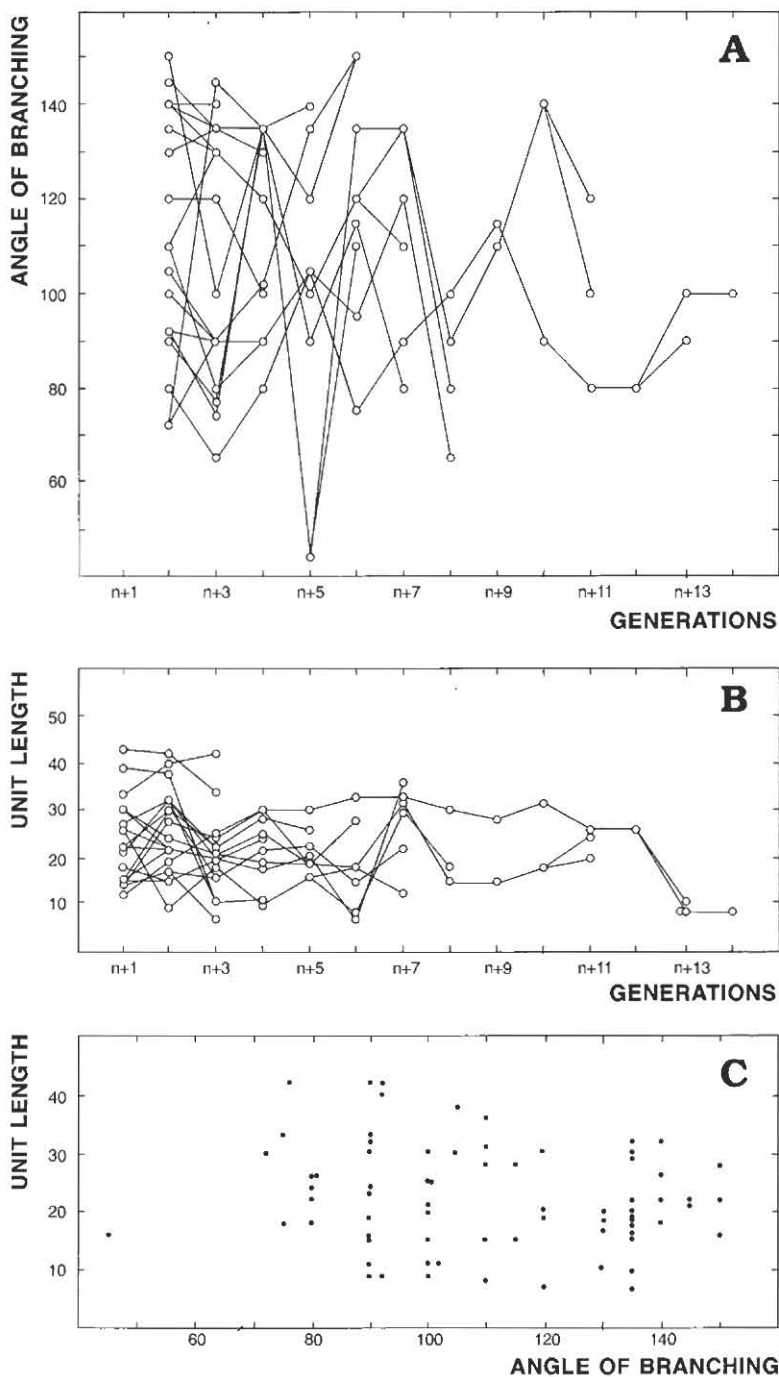 A
ANGLE OF BRANCHING
140
120
100
80
60
n+1 n+3 n+5 n+7 n+9 n+11 n+13
GENERATIONS
B
UNIT LENGTH
50
40
30
20
10
n+1 n+3 n+5 n+7 n+9 n+11 n+13
GENERATIONS
C
UNIT LENGTH
40
30
20
10
60 80 100 120 140
ANGLE OF BRANCHING